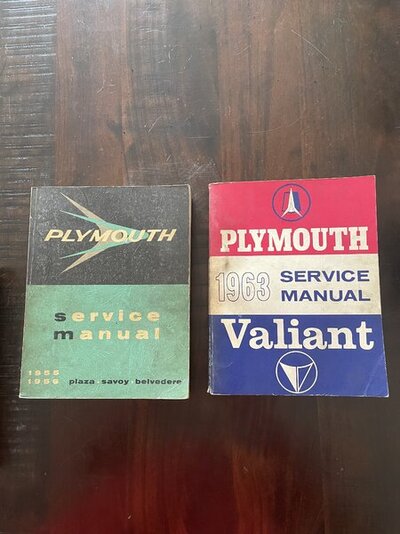 PLYMOUTH
service
manual
1955
1956 plaza savoy belvedere
PLYMOUTH
1963 SERVICE
MANUAL
Valiant